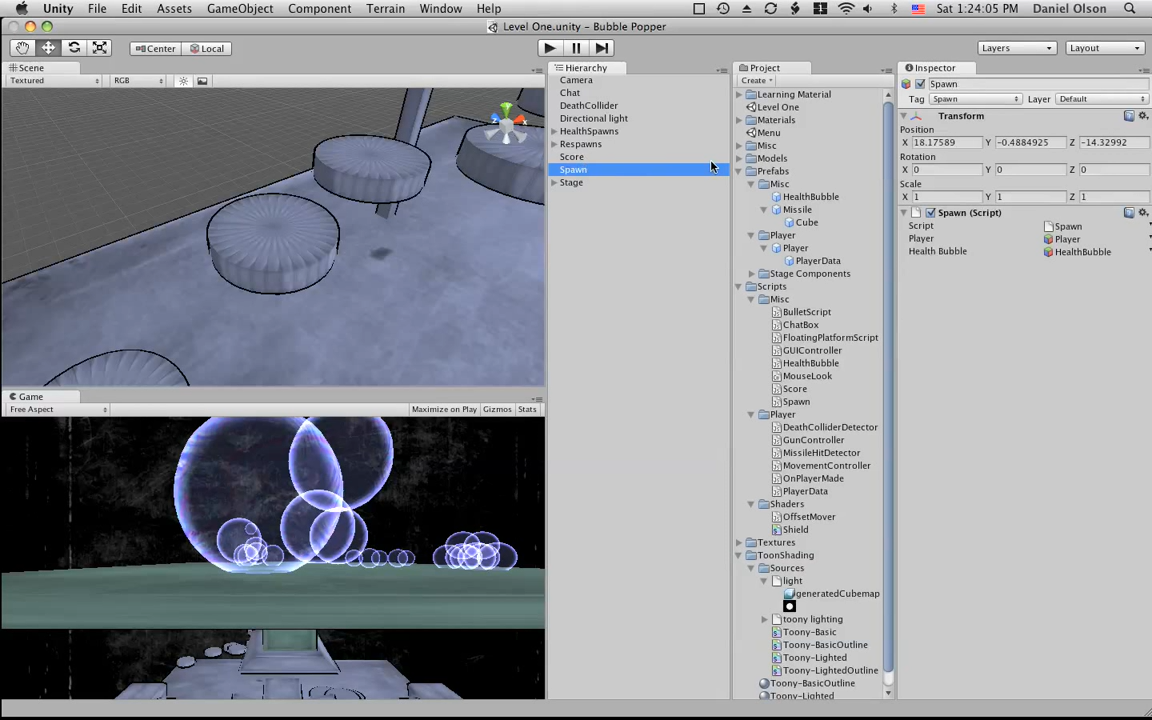 Unity File Edit Assets GameObject Component Terrain Window Help Sat 1:24:05 PM Daniel Olson
Level One.unity - Bubble Popper
Center Local Layers Layout
Scene
Textured RGB
Game
Free Aspect Maximize on Play Gizmos Stats
Hierarchy
Camera
Chat
DeathCollider
Directional light
HealthSpawns
Respawns
Score
Spawn
Stage
Project
Create
Learning Material
Level One
Materials
Menu
Misc
Models
Prefabs
Misc
HealthBubble
Missile
Cube
Player
Player
PlayerData
Stage Components
Scripts
Misc
BulletScript
ChatBox
FloatingPlatformScript
GUIController
HealthBubble
MouseLook
Score
Spawn
Player
DeathColliderDetector
GunController
MissileHitDetector
MovementController
OnPlayerMade
PlayerData
Shaders
OffsetMover
Shield
Textures
ToonShading
Sources
light
generatedCubemap
toony lighting
Toony-Basic
Toony-BasicOutline
Toony-Lighted
Toony-LightedOutline
Toony-BasicOutline
Toony-Lighted
Inspector
Spawn
Tag Spawn Layer Default
Transform
Position
X 18.17589 Y -0.4884925 Z -14.32992
Rotation
X 0 Y 0 Z 0
Scale
X 1 Y 1 Z 1
Spawn (Script)
Script Spawn
Player Player
Health Bubble HealthBubble